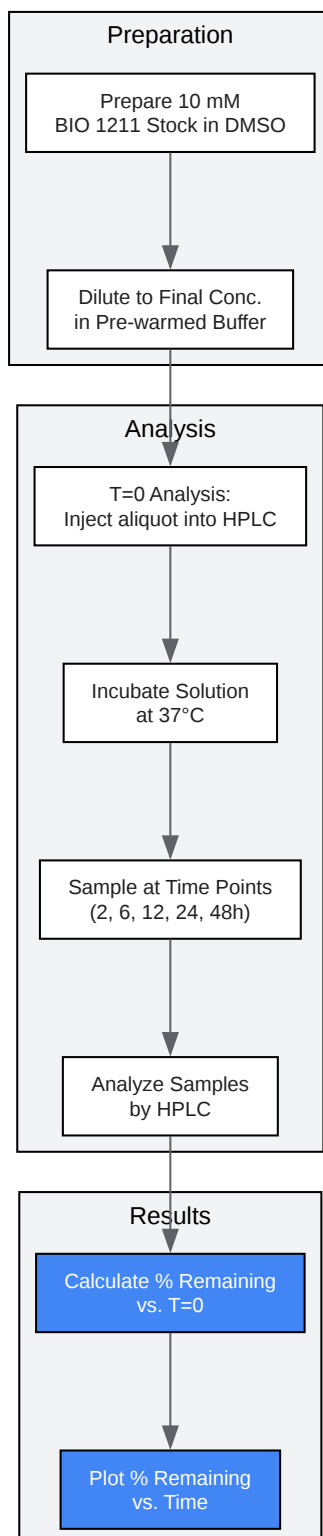 Preparation
Prepare 10 mM
BIO 1211 Stock in DMSO
Dilute to Final Conc.
in Pre-warmed Buffer
Analysis
T=0 Analysis:
Inject aliquot into HPLC
Incubate Solution
at 37°C
Sample at Time Points
(2, 6, 12, 24, 48h)
Analyze Samples
by HPLC
Results
Calculate % Remaining
vs. T=0
Plot % Remaining
vs. Time